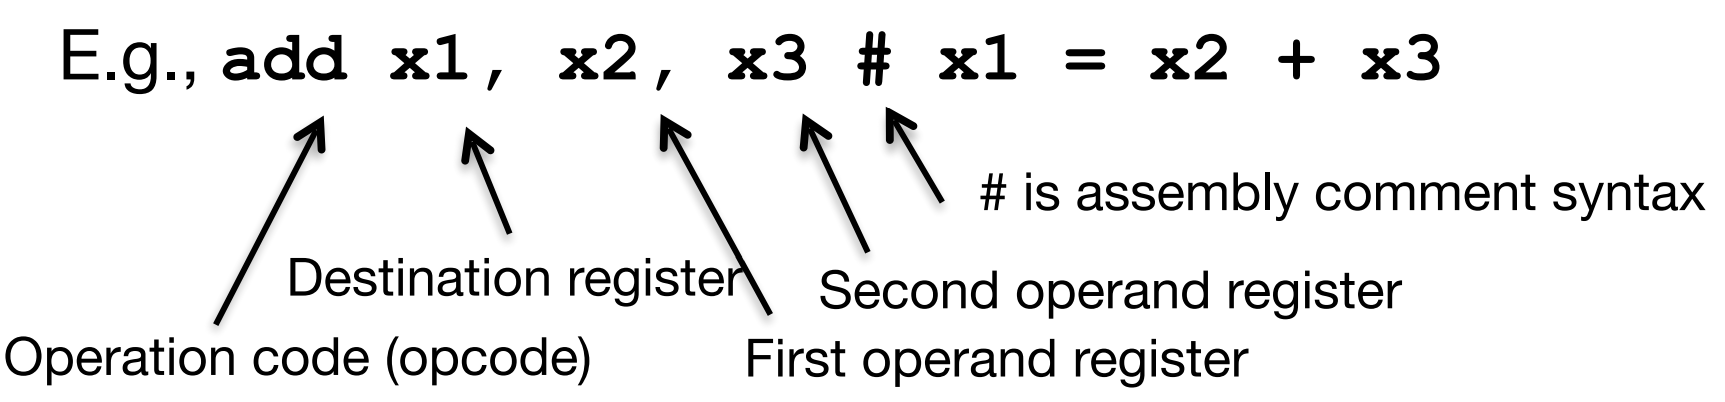 E.g., add x1, x2, x3 # x1 = x2 + x3
# is assembly comment syntax
Destination register
Second operand register
Operation code (opcode)
First operand register